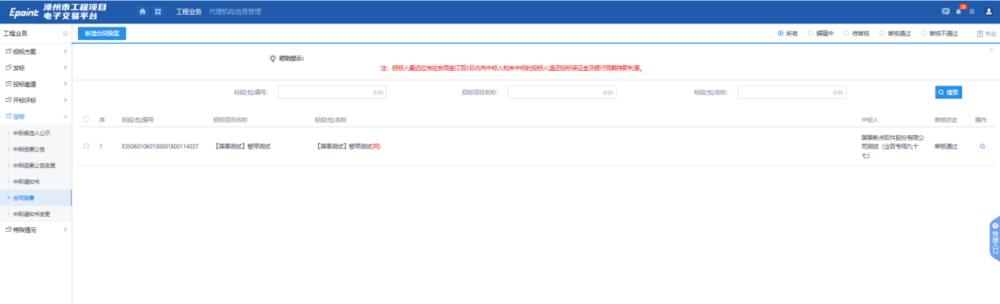 Epoint 漳州市工程项目
电子交易平台
工程业务 代理机构信息管理
36
工程业务
新增合同备案
所有 编辑中 待审核 审核通过 审核不通过 帮助
招标方案
发标
投标邀请
开标评标
定标
中标候选人公示
中标结果公告
中标结果公告变更
中标通知书
合同签署
中标通知书变更
特殊情况
帮助提示：
注：招标人最迟应当在合同签订后5日内向中标人和未中标的投标人退还投标保证金及银行同期存款利息。
标段(包)编号： 0/50 招标项目名称： 0/50 标段(包)名称： 0/50 搜索
序 标段(包)编号 招标项目名称 标段(包)名称 中标人 审核状态 操作
1 E3506010601000018001​14037 【国泰测试】暂停测试 【国泰测试】暂停测试(网) 国泰新点软件股份有限公
司测试（业务专用九十
七） 审核通过
快捷入口